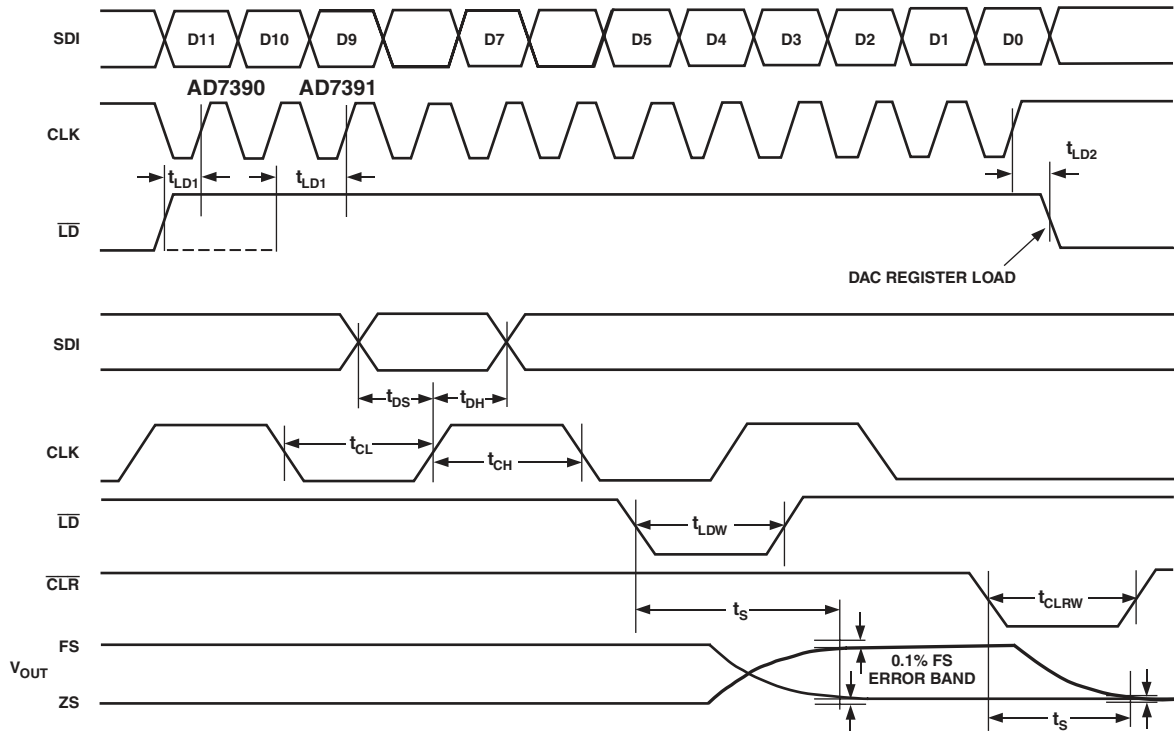 SDI D11 D10 D9 D7 D5 D4 D3 D2 D1 D0
AD7390 AD7391
CLK
tLD1 tLD1 tLD2
LD
DAC REGISTER LOAD
SDI
tDS tDH
CLK tCL tCH
LD tLDW
CLR tCLRW
tS
FS
VOUT
0.1% FS
ERROR BAND
ZS
tS